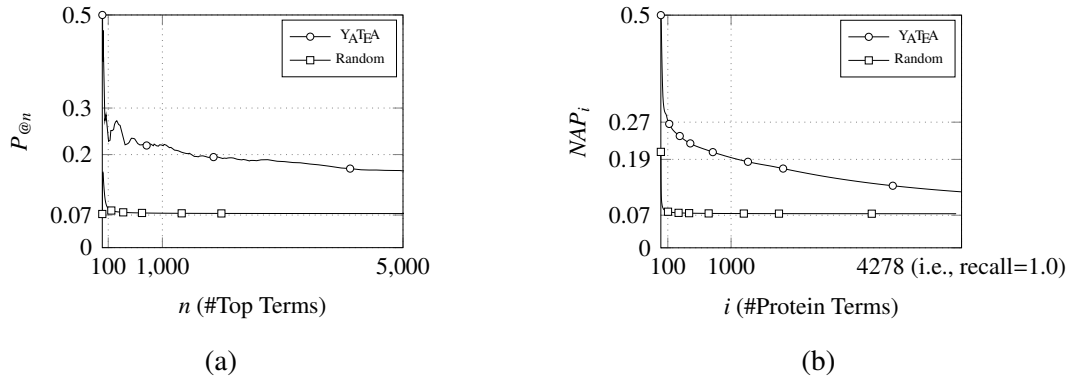 0.5
YATEA
Random
0.3
0.2
0.07
0
P@n
100
1,000
5,000
n (#Top Terms)
(a)
0.5
YATEA
Random
0.27
0.19
0.07
0
NAPi
100
1000
4278 (i.e., recall=1.0)
i (#Protein Terms)
(b)